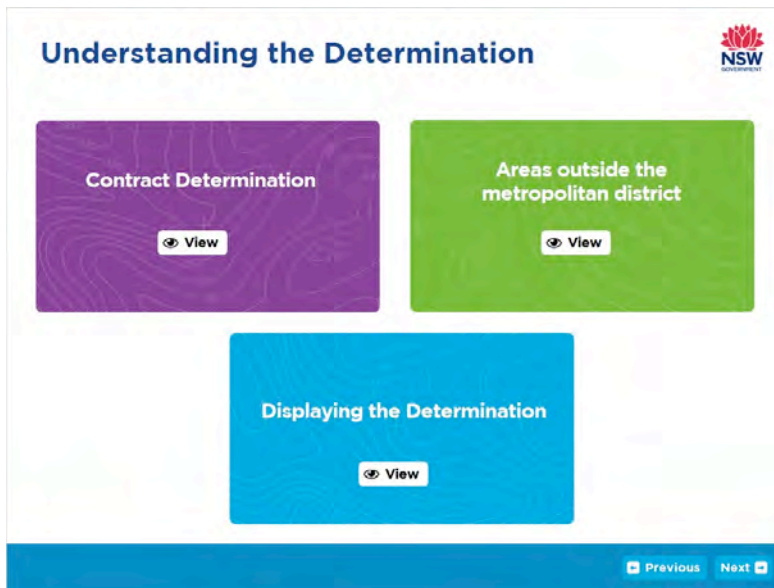 Understanding the Determination
NSW
GOVERNMENT
Contract Determination
View
Areas outside the
metropolitan district
View
Displaying the Determination
View
Previous
Next